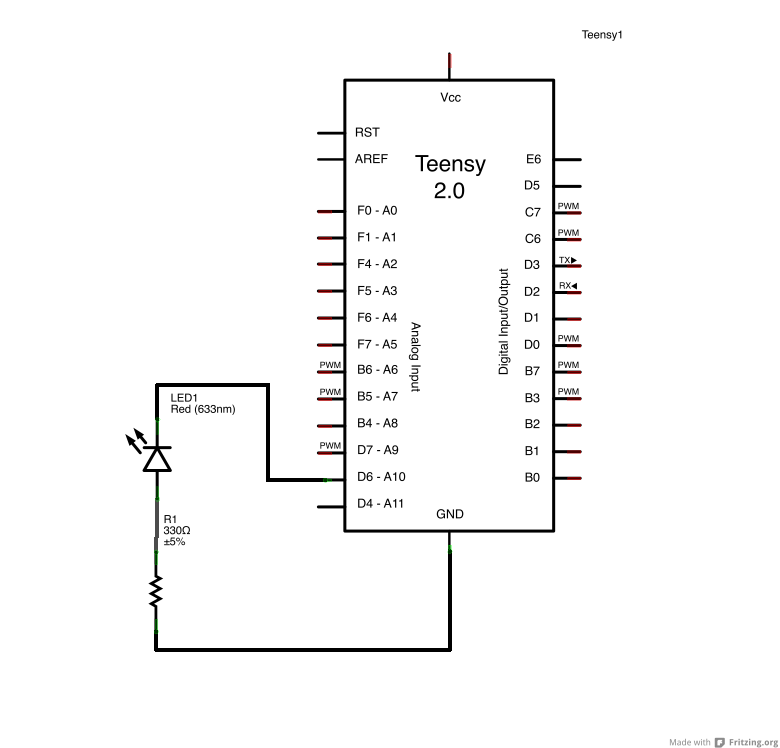 Teensy1
Vcc
RST
AREF
Teensy
2.0
E6
D5
F0 - A0
C7
PWM
F1 - A1
C6
PWM
F4 - A2
D3
TX
F5 - A3
D2
RX
F6 - A4
D1
F7 - A5
D0
PWM
Analog Input
Digital Input/Output
PWM
B6 - A6
B7
PWM
B5 - A7
B3
PWM
B4 - A8
B2
PWM
D7 - A9
B1
D6 - A10
B0
D4 - A11
GND
LED1
Red (633nm)
R1
330Ω
±5%
Made with Fritzing.org